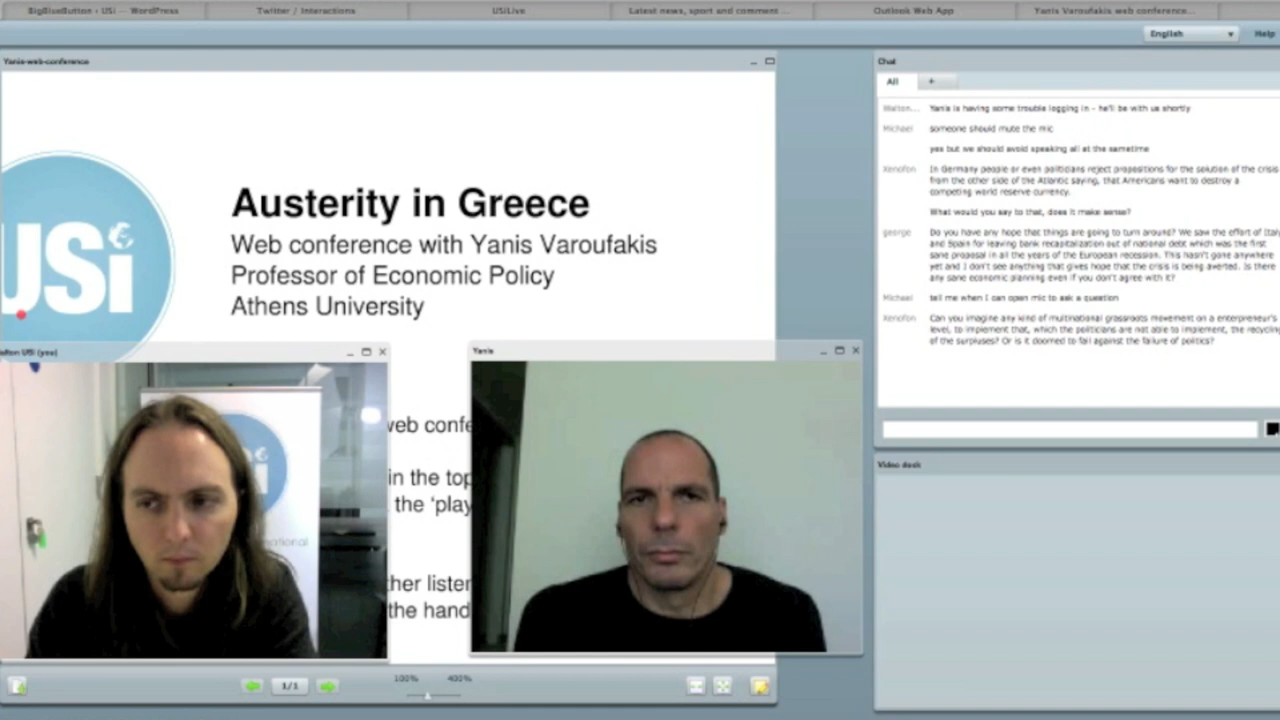 BigBlueButton › USi — WordPress
Twitter / Interactions
USiLive
Latest news, sport and comment ...
Outlook Web App
Yanis Varoufakis web conference...
English
Help
Yanis-web-conference
USi
Austerity in Greece
Web conference with Yanis Varoufakis
Professor of Economic Policy
Athens University
web confe
in the top
the 'play
ther listen
the hand
alton USi (you)
Yanis
1/1
100%
400%
Chat
All
+
Walton...
Yanis is having some trouble logging in - he'll be with us shortly
Michael
someone should mute the mic
yes but we should avoid speaking all at the sametime
Xenofon
In Germany people or even politicians reject propositions for the solution of the crisis
from the other side of the Atlantic saying, that Americans want to destroy a
competing world reserve currency.
What would you say to that, does it make sense?
george
Do you have any hope that things are going to turn around? We saw the effort of Italy
and Spain for leaving bank recapitalization out of national debt which was the first
sane proposal in all the years of the European recession. This hasn't gone anywhere
yet and I don't see anything that gives hope that the crisis is being averted. Is there
any sane economic planning even if you don't agree with it?
Michael
tell me when I can open mic to ask a question
Xenofon
Can you imagine any kind of multinational grassroots movement on a enterpreneur's
level, to implement that, which the politicians are not able to implement, the recycling
of the surpluses? Or is it doomed to fail against the failure of politics?
Video dock